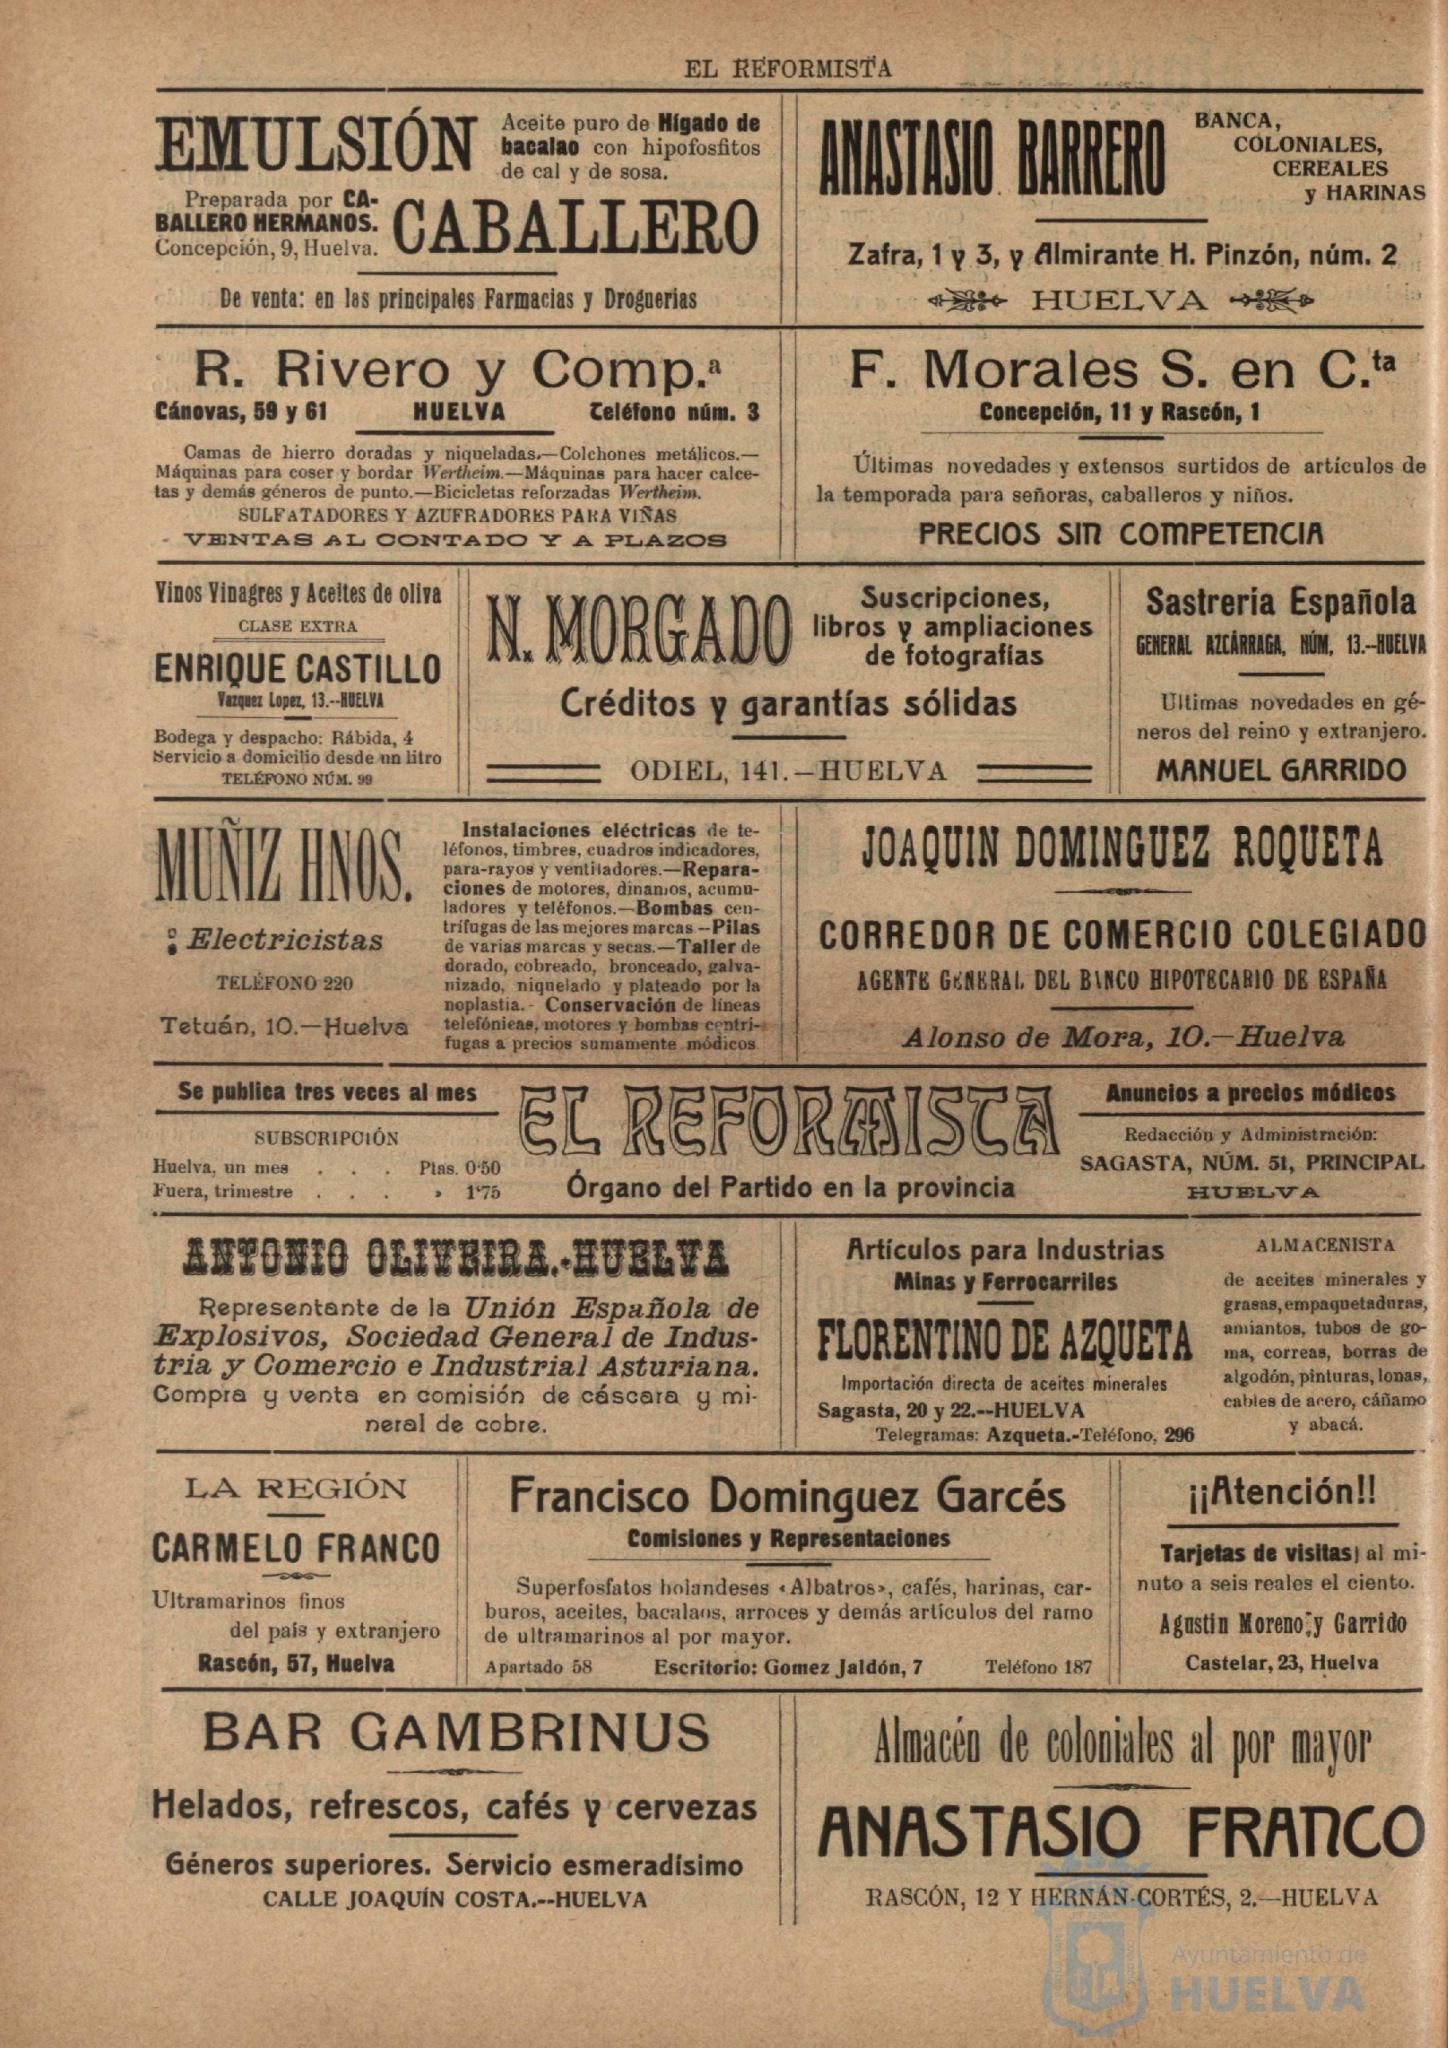 EL REFORMISTA
EMULSIÓN
Aceite puro de Hígado de
bacalao con hipofosfitos
de cal y de sosa.
Preparada por CA-
BALLERO HERMANOS.
Concepción, 9, Huelva.
CABALLERO
De venta: en las principales Farmacias y Droguerias
ANASTASIO BARRERO
BANCA,
COLONIALES,
CEREALES
y HARINAS
Zafra, 1 y 3, y Almirante H. Pinzón, núm. 2
HUELVA
R. Rivero y Comp.ª
Cánovas, 59 y 61 HUELVA Teléfono núm. 3
Camas de hierro doradas y niqueladas.—Colchones metálicos.—
Máquinas para coser y bordar Wertheim.—Máquinas para hacer calce-
tas y demás géneros de punto.—Bicicletas reforzadas Wertheim.
SULFATADORES Y AZUFRADORES PARA VIÑAS
VENTAS AL CONTADO Y A PLAZOS
F. Morales S. en C.ta
Concepción, 11 y Rascón, 1
Últimas novedades y extensos surtidos de artículos de
la temporada para señoras, caballeros y niños.
PRECIOS SIN COMPETENCIA
Vinos Vinagres y Aceites de oliva
CLASE EXTRA
ENRIQUE CASTILLO
Vazquez Lopez, 13.--HUELVA
Bodega y despacho: Rábida, 4
Servicio a domicilio desde un litro
TELÉFONO NÚM. 99
N. MORGADO
Suscripciones,
libros y ampliaciones
de fotografías
Créditos y garantías sólidas
ODIEL, 141.—HUELVA
Sastreria Española
GENERAL AZCÁRRAGA, NÚM, 13.--HUELVA
Ultimas novedades en gé-
neros del reino y extranjero.
MANUEL GARRIDO
MUÑIZ HNOS.
Electricistas
TELÉFONO 220
Tetuán, 10.—Huelva
Instalaciones eléctricas de te-
léfonos, timbres, cuadros indicadores,
para-rayos y ventiladores.—Repara-
ciones de motores, dinamos, acumu-
ladores y teléfonos.—Bombas cen-
trífugas de las mejores marcas.—Pilas
de varias marcas y secas.—Taller de
dorado, cobreado, bronceado, galva-
nizado, niquelado y plateado por la
noplastia.- Conservación de líneas
telefónicas, motores y bombas centrí-
fugas a precios sumamente módicos
JOAQUIN DOMINGUEZ ROQUETA
CORREDOR DE COMERCIO COLEGIADO
AGENTE GENERAL DEL BANCO HIPOTECARIO DE ESPAÑA
Alonso de Mora, 10.—Huelva
Se publica tres veces al mes
SUBSCRIPCIÓN
Huelva, un mes . . . Ptas. 0'50
Fuera, trimestre . . . » 1'75
EL REFORMISTA
Órgano del Partido en la provincia
Anuncios a precios módicos
Redacción y Administración:
SAGASTA, NÚM. 51, PRINCIPAL
HUELVA
ANTONIO OLIVEIRA.-HUELVA
Representante de la Unión Española de
Explosivos, Sociedad General de Indus-
tria y Comercio e Industrial Asturiana.
Compra y venta en comisión de cáscara y mi-
neral de cobre.
Artículos para Industrias
Minas y Ferrocarriles
FLORENTINO DE AZQUETA
Importación directa de aceites minerales
Sagasta, 20 y 22.--HUELVA
Telegramas: Azqueta.-Teléfono, 296
ALMACENISTA
de aceites minerales y
grasas, empaquetaduras,
amiantos, tubos de go-
ma, correas, borras de
algodón, pinturas, lonas,
cables de acero, cáñamo
y abacá.
LA REGIÓN
CARMELO FRANCO
Ultramarinos finos
del país y extranjero
Rascón, 57, Huelva
Francisco Dominguez Garcés
Comisiones y Representaciones
Superfosfatos holandeses «Albatros», cafés, harinas, car-
buros, aceites, bacalaos, arroces y demás artículos del ramo
de ultramarinos al por mayor.
Apartado 58 Escritorio: Gomez Jaldón, 7 Teléfono 187
¡¡Atención!!
Tarjetas de visitas al mi-
nuto a seis reales el ciento.
Agustin Moreno y Garrido
Castelar, 23, Huelva
BAR GAMBRINUS
Helados, refrescos, cafés y cervezas
Géneros superiores. Servicio esmeradísimo
CALLE JOAQUÍN COSTA.--HUELVA
Almacén de coloniales al por mayor
ANASTASIO FRANCO
RASCÓN, 12 Y HERNÁN-CORTÉS, 2.—HUELVA
Ayuntamiento de
HUELVA